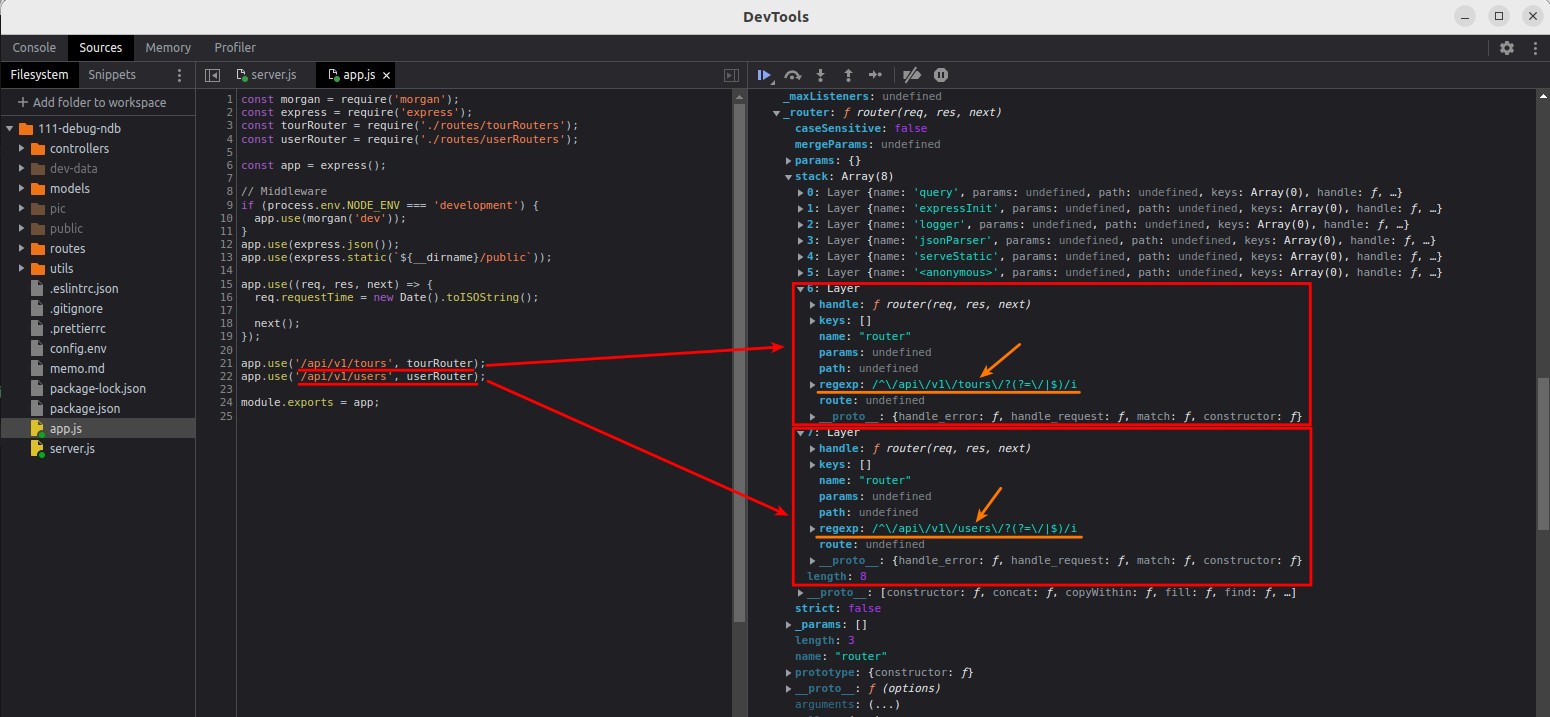 DevTools
Console Sources Memory Profiler
Filesystem Snippets
server.js app.js
+ Add folder to workspace
111-debug-ndb
controllers
dev-data
models
pic
public
routes
utils
.eslintrc.json
.gitignore
.prettierrc
config.env
memo.md
package-lock.json
package.json
app.js
server.js
1 const morgan = require('morgan');
2 const express = require('express');
3 const tourRouter = require('./routes/tourRouters');
4 const userRouter = require('./routes/userRouters');
5
6 const app = express();
7
8 // Middleware
9 if (process.env.NODE_ENV === 'development') {
10 app.use(morgan('dev'));
11 }
12 app.use(express.json());
13 app.use(express.static(`${__dirname}/public`));
14
15 app.use((req, res, next) => {
16 req.requestTime = new Date().toISOString();
17
18 next();
19 });
20
21 app.use('/api/v1/tours', tourRouter);
22 app.use('/api/v1/users', userRouter);
23
24 module.exports = app;
25
_maxListeners: undefined
_router: ƒ router(req, res, next)
caseSensitive: false
mergeParams: undefined
params: {}
stack: Array(8)
0: Layer {name: 'query', params: undefined, path: undefined, keys: Array(0), handle: ƒ, …}
1: Layer {name: 'expressInit', params: undefined, path: undefined, keys: Array(0), handle: ƒ, …}
2: Layer {name: 'logger', params: undefined, path: undefined, keys: Array(0), handle: ƒ, …}
3: Layer {name: 'jsonParser', params: undefined, path: undefined, keys: Array(0), handle: ƒ, …}
4: Layer {name: 'serveStatic', params: undefined, path: undefined, keys: Array(0), handle: ƒ, …}
5: Layer {name: '<anonymous>', params: undefined, path: undefined, keys: Array(0), handle: ƒ, …}
6: Layer
handle: ƒ router(req, res, next)
keys: []
name: "router"
params: undefined
path: undefined
regexp: /^\/api\/v1\/tours\/?(?=\/|$)/i
route: undefined
__proto__: {handle_error: ƒ, handle_request: ƒ, match: ƒ, constructor: ƒ}
7: Layer
handle: ƒ router(req, res, next)
keys: []
name: "router"
params: undefined
path: undefined
regexp: /^\/api\/v1\/users\/?(?=\/|$)/i
route: undefined
__proto__: {handle_error: ƒ, handle_request: ƒ, match: ƒ, constructor: ƒ}
length: 8
__proto__: [constructor: ƒ, concat: ƒ, copyWithin: ƒ, fill: ƒ, find: ƒ, …]
strict: false
_params: []
length: 3
name: "router"
prototype: {constructor: ƒ}
__proto__: ƒ (options)
arguments: (...)